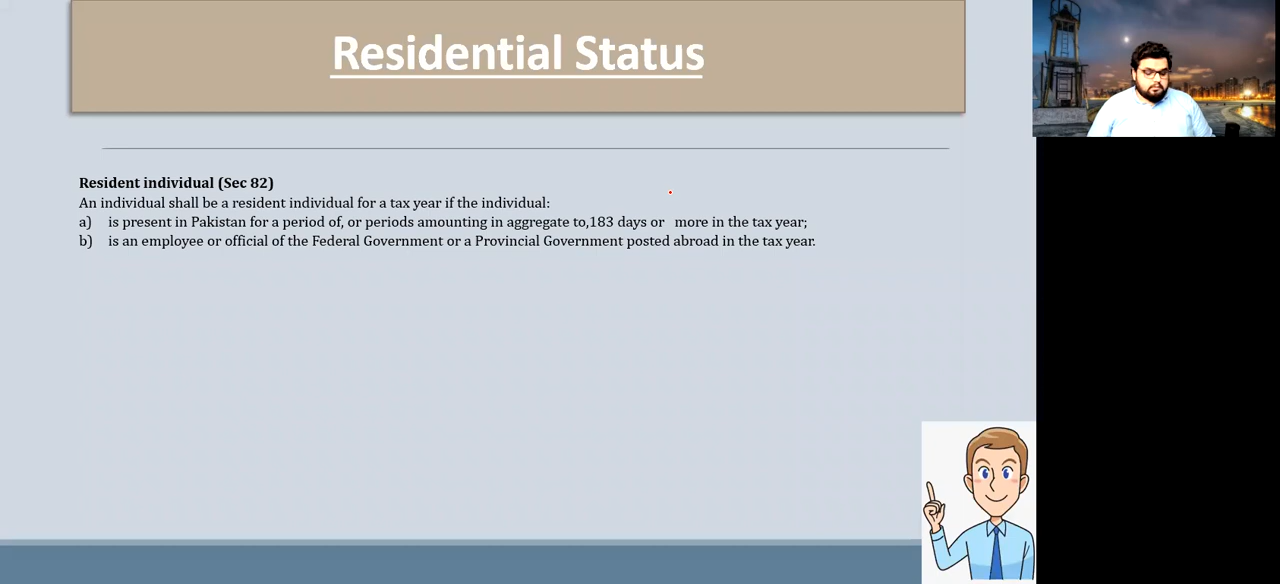 Residential Status
Resident individual (Sec 82)
An individual shall be a resident individual for a tax year if the individual:
a) is present in Pakistan for a period of, or periods amounting in aggregate to,183 days or more in the tax year;
b) is an employee or official of the Federal Government or a Provincial Government posted abroad in the tax year.